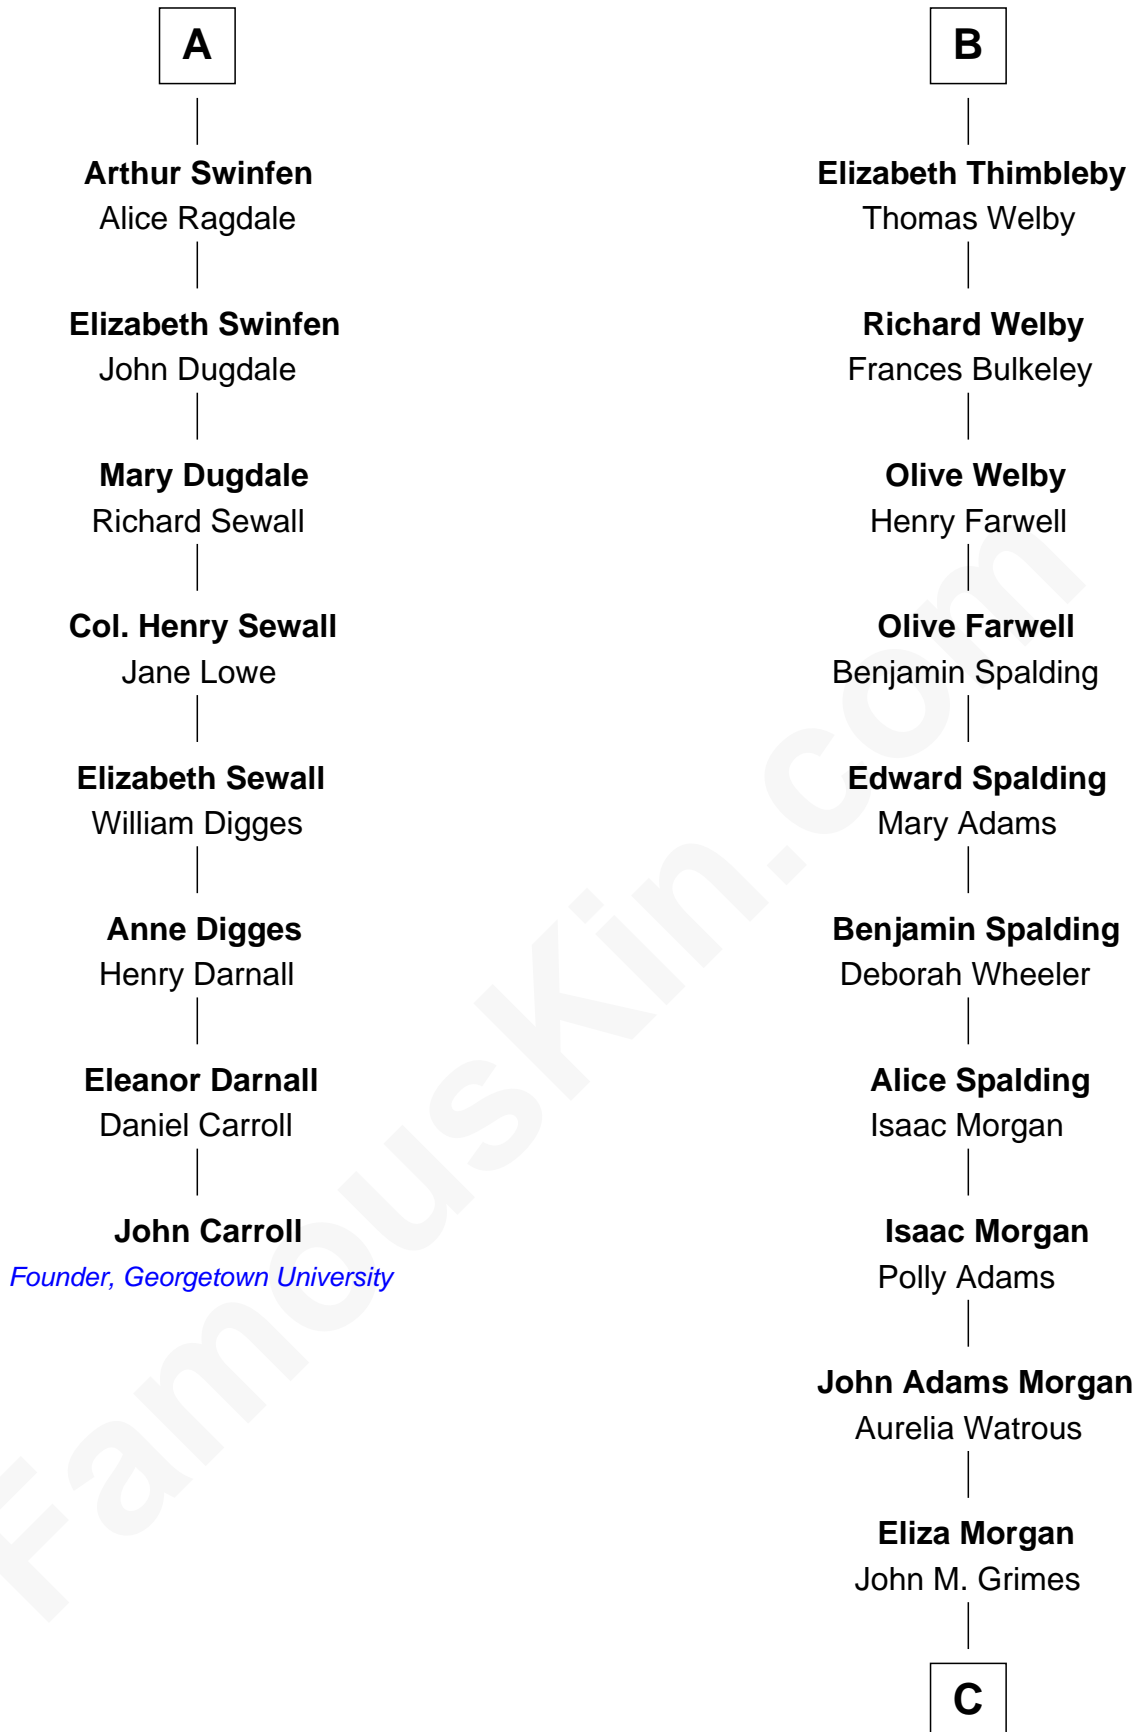 A
Arthur Swinfen
Alice Ragdale
Elizabeth Swinfen
John Dugdale
Mary Dugdale
Richard Sewall
Col. Henry Sewall
Jane Lowe
Elizabeth Sewall
William Digges
Anne Digges
Henry Darnall
Eleanor Darnall
Daniel Carroll
John Carroll
Founder, Georgetown University
B
Elizabeth Thimbleby
Thomas Welby
Richard Welby
Frances Bulkeley
Olive Welby
Henry Farwell
Olive Farwell
Benjamin Spalding
Edward Spalding
Mary Adams
Benjamin Spalding
Deborah Wheeler
Alice Spalding
Isaac Morgan
Isaac Morgan
Polly Adams
John Adams Morgan
Aurelia Watrous
Eliza Morgan
John M. Grimes
C
FamousKin.com